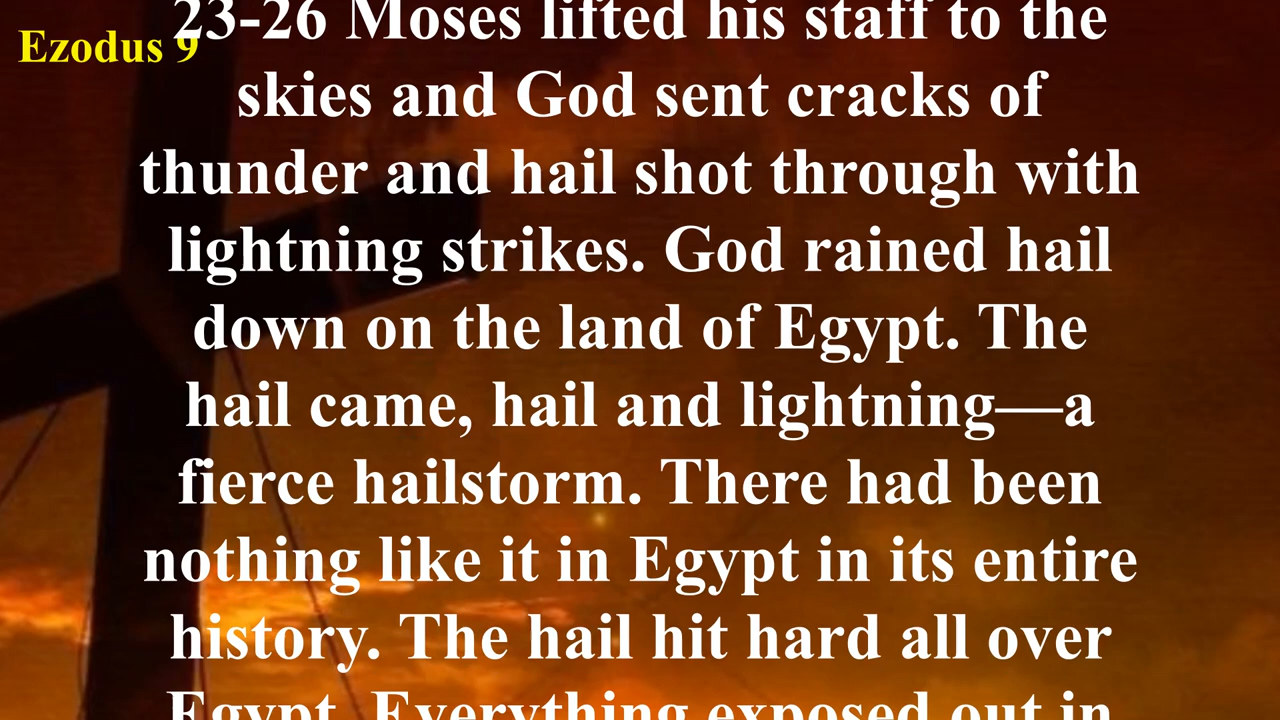 Ezodus 9
23-26 Moses lifted his staff to the
skies and God sent cracks of
thunder and hail shot through with
lightning strikes. God rained hail
down on the land of Egypt. The
hail came, hail and lightning—a
fierce hailstorm. There had been
nothing like it in Egypt in its entire
history. The hail hit hard all over
Egypt. Everything exposed out in